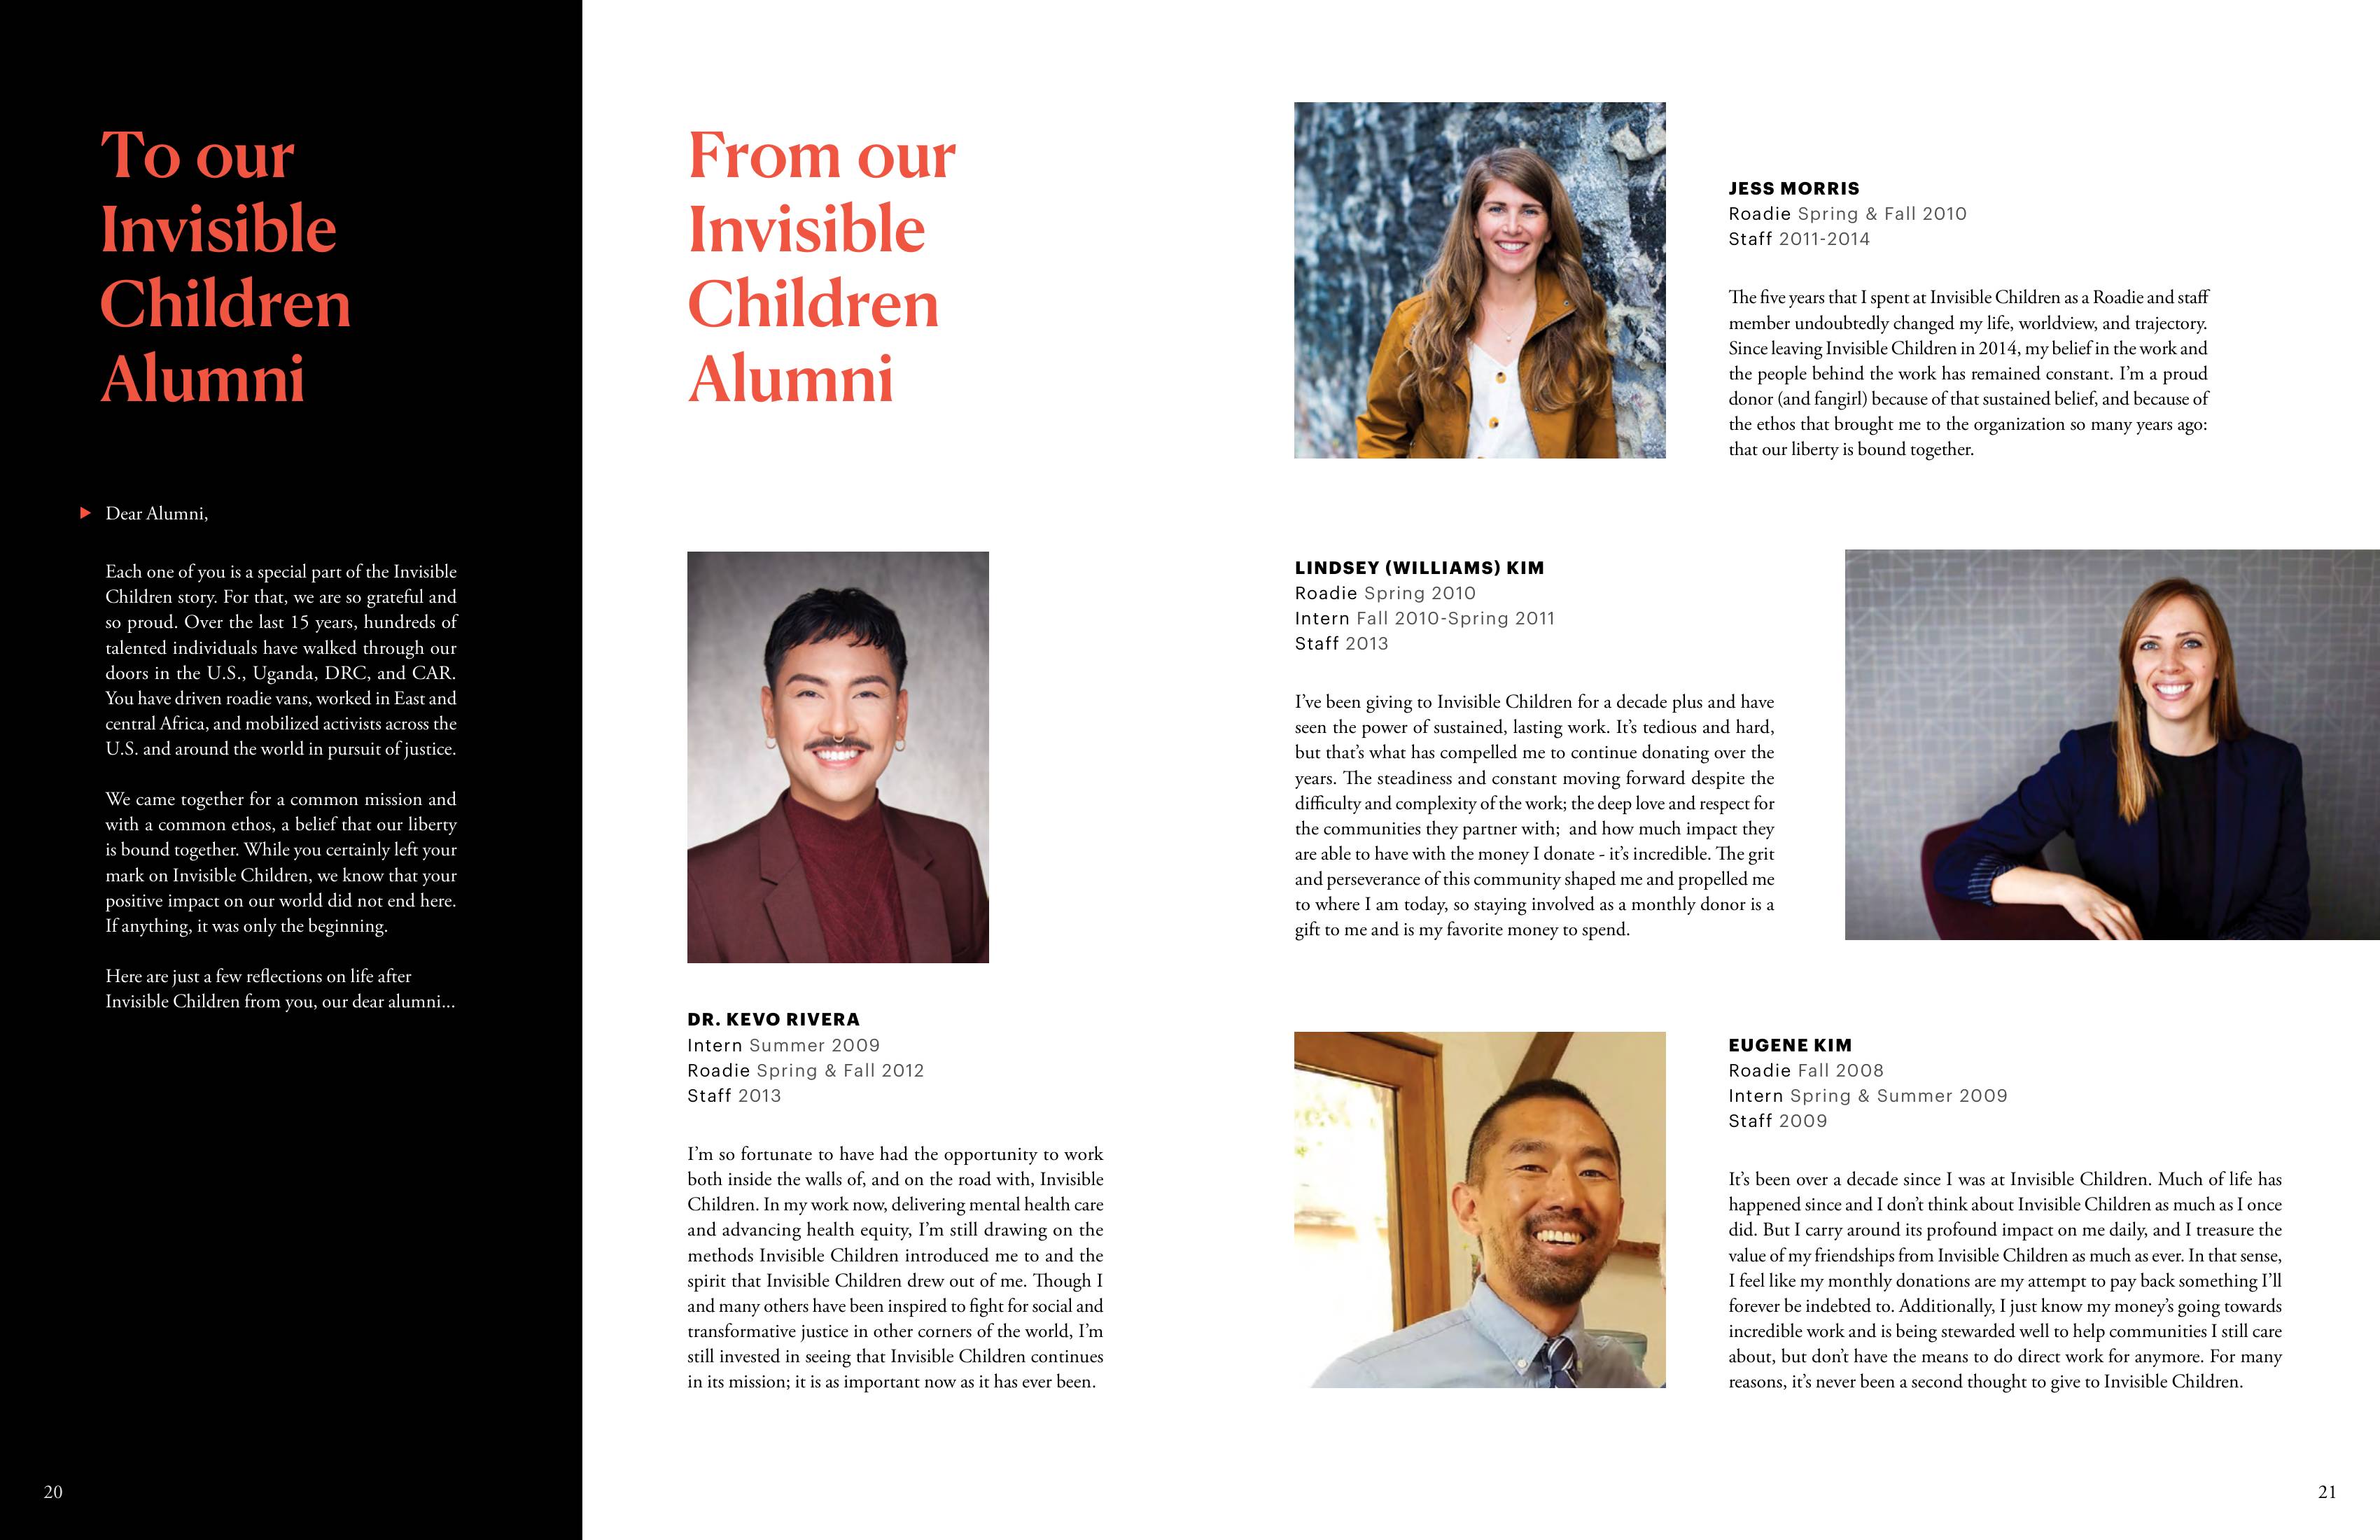 To our
Invisible
Children
Alumni
Dear Alumni,
Each one of you is a special part of the Invisible
Children story. For that, we are so grateful and
so proud. Over the last 15 years, hundreds of
talented individuals have walked through our
doors in the U.S., Uganda, DRC, and CAR.
You have driven roadie vans, worked in East and
central Africa, and mobilized activists across the
U.S. and around the world in pursuit of justice.
We came together for a common mission and
with a common ethos, a belief that our liberty
is bound together. While you certainly left your
mark on Invisible Children, we know that your
positive impact on our world did not end here.
If anything, it was only the beginning.
Here are just a few reflections on life after
Invisible Children from you, our dear alumni...
20
From our
Invisible
Children
Alumni
DR. KEVO RIVERA
Intern Summer 2009
Roadie Spring & Fall 2012
Staff 2013
I'm so fortunate to have had the opportunity to work
both inside the walls of, and on the road with, Invisible
Children. In my work now, delivering mental health care
and advancing health equity, I'm still drawing on the
methods Invisible Children introduced me to and the
spirit that Invisible Children drew out of me. Though I
and many others have been inspired to fight for social and
transformative justice in other corners of the world, I'm
still invested in seeing that Invisible Children continues
in its mission; it is as important now as it has ever been.
JESS MORRIS
Roadie Spring & Fall 2010
Staff 2011-2014
The five years that I spent at Invisible Children as a Roadie and staff
member undoubtedly changed my life, worldview, and trajectory.
Since leaving Invisible Children in 2014, my belief in the work and
the people behind the work has remained constant. I'm a proud
donor (and fangirl) because of that sustained belief, and because of
the ethos that brought me to the organization so many years ago:
that our liberty is bound together.
LINDSEY (WILLIAMS) KIM
Roadie Spring 2010
Intern Fall 2010-Spring 2011
Staff 2013
I've been giving to Invisible Children for a decade plus and have
seen the power of sustained, lasting work. It's tedious and hard,
but that's what has compelled me to continue donating over the
years. The steadiness and constant moving forward despite the
difficulty and complexity of the work; the deep love and respect for
the communities they partner with;  and how much impact they
are able to have with the money I donate - it's incredible. The grit
and perseverance of this community shaped me and propelled me
to where I am today, so staying involved as a monthly donor is a
gift to me and is my favorite money to spend.
EUGENE KIM
Roadie Fall 2008
Intern Spring & Summer 2009
Staff 2009
It's been over a decade since I was at Invisible Children. Much of life has
happened since and I don't think about Invisible Children as much as I once
did. But I carry around its profound impact on me daily, and I treasure the
value of my friendships from Invisible Children as much as ever. In that sense,
I feel like my monthly donations are my attempt to pay back something I'll
forever be indebted to. Additionally, I just know my money's going towards
incredible work and is being stewarded well to help communities I still care
about, but don't have the means to do direct work for anymore. For many
reasons, it's never been a second thought to give to Invisible Children.
21